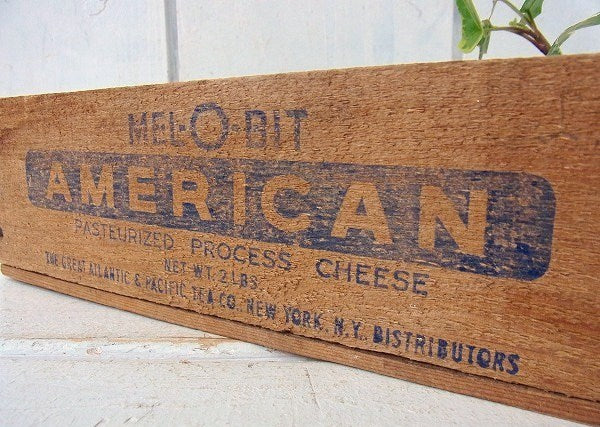 MEL-O-BIT
AMERICAN
PASTEURIZED PROCESS CHEESE
NET WT. 2 LBS.
THE GREAT ATLANTIC & PACIFIC TEA CO. NEW YORK. N.Y. DISTRIBUTORS